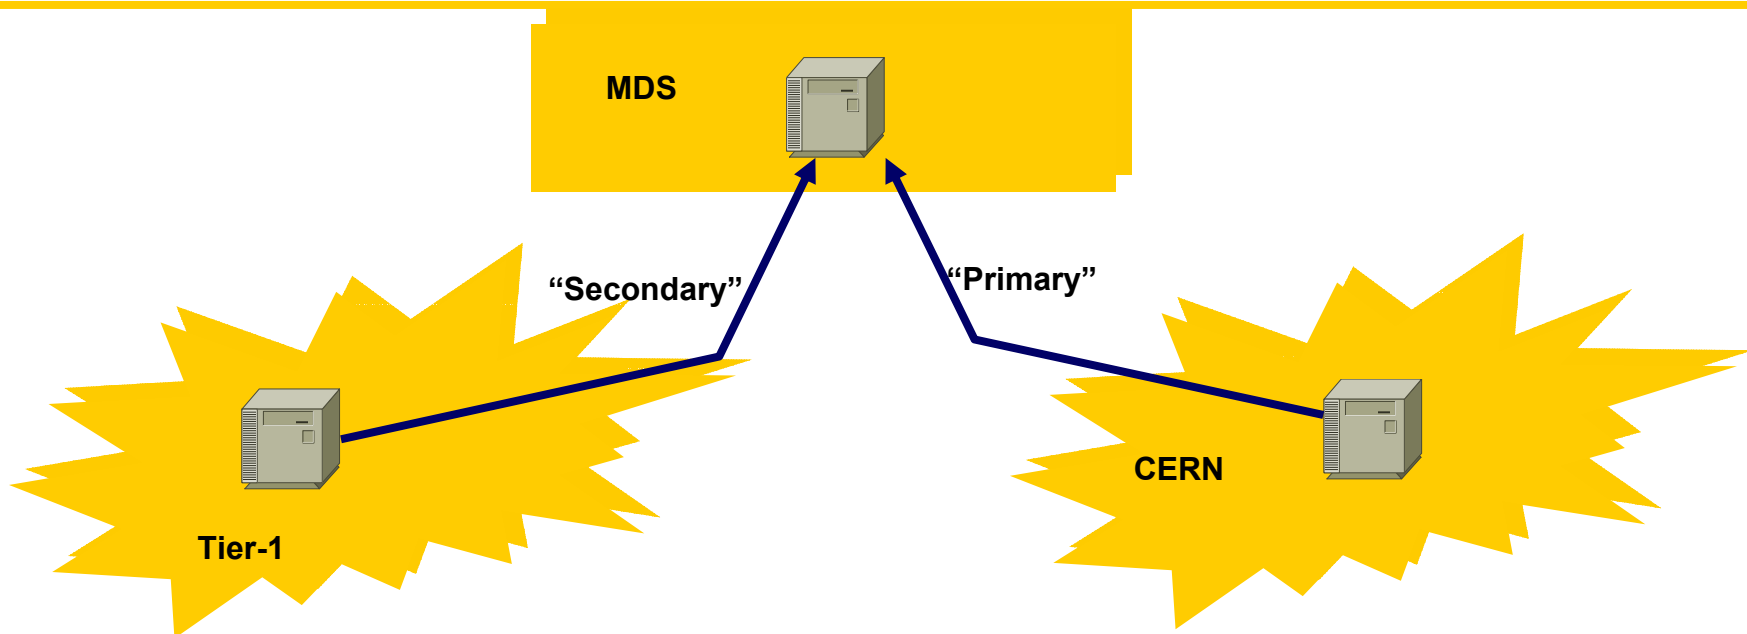 MDS
“Secondary”
“Primary”
CERN
Tier-1